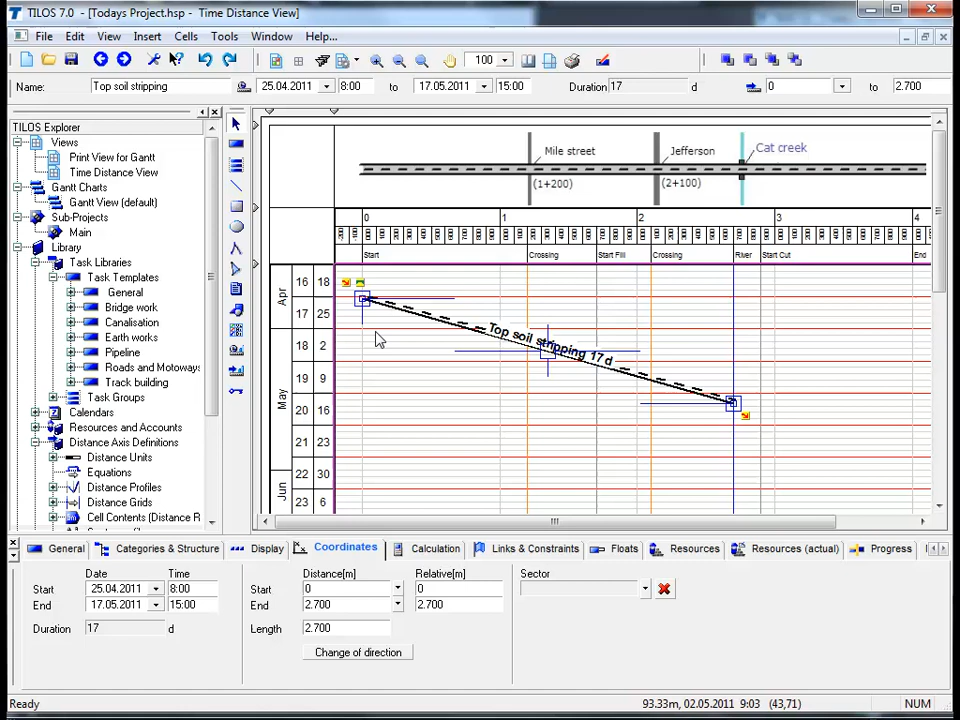 TILOS 7.0 - [Todays Project.hsp - Time Distance View]
File Edit View Insert Cells Tools Window Help...
100
Name: Top soil stripping 25.04.2011 8:00 to 17.05.2011 15:00 Duration 17 d 0 to 2.700
TILOS Explorer
Views
Print View for Gantt
Time Distance View
Gantt Charts
Gantt View (default)
Sub-Projects
Main
Library
Task Libraries
Task Templates
General
Bridge work
Canalisation
Earth works
Pipeline
Roads and Motoways
Track building
Task Groups
Calendars
Resources and Accounts
Distance Axis Definitions
Distance Units
Equations
Distance Profiles
Distance Grids
Cell Contents (Distance R
Mile street Jefferson Cat creek
(1+200) (2+100)
0 1 2 3 4
Start Crossing Start Fill Crossing River Start Cut End
Apr 16 18
17 25
18 2
May 19 9
20 16
21 23
22 30
Jun 23 6
Top soil stripping 17 d
General Categories & Structure Display Coordinates Calculation Links & Constraints Floats Resources Resources (actual) Progress
Date Time Distance[m] Relative[m] Sector
Start 25.04.2011 8:00 Start 0 0
End 17.05.2011 15:00 End 2.700 2.700
Duration 17 d Length 2.700
Change of direction
Ready 93.33m, 02.05.2011 9:03 (43,71) NUM